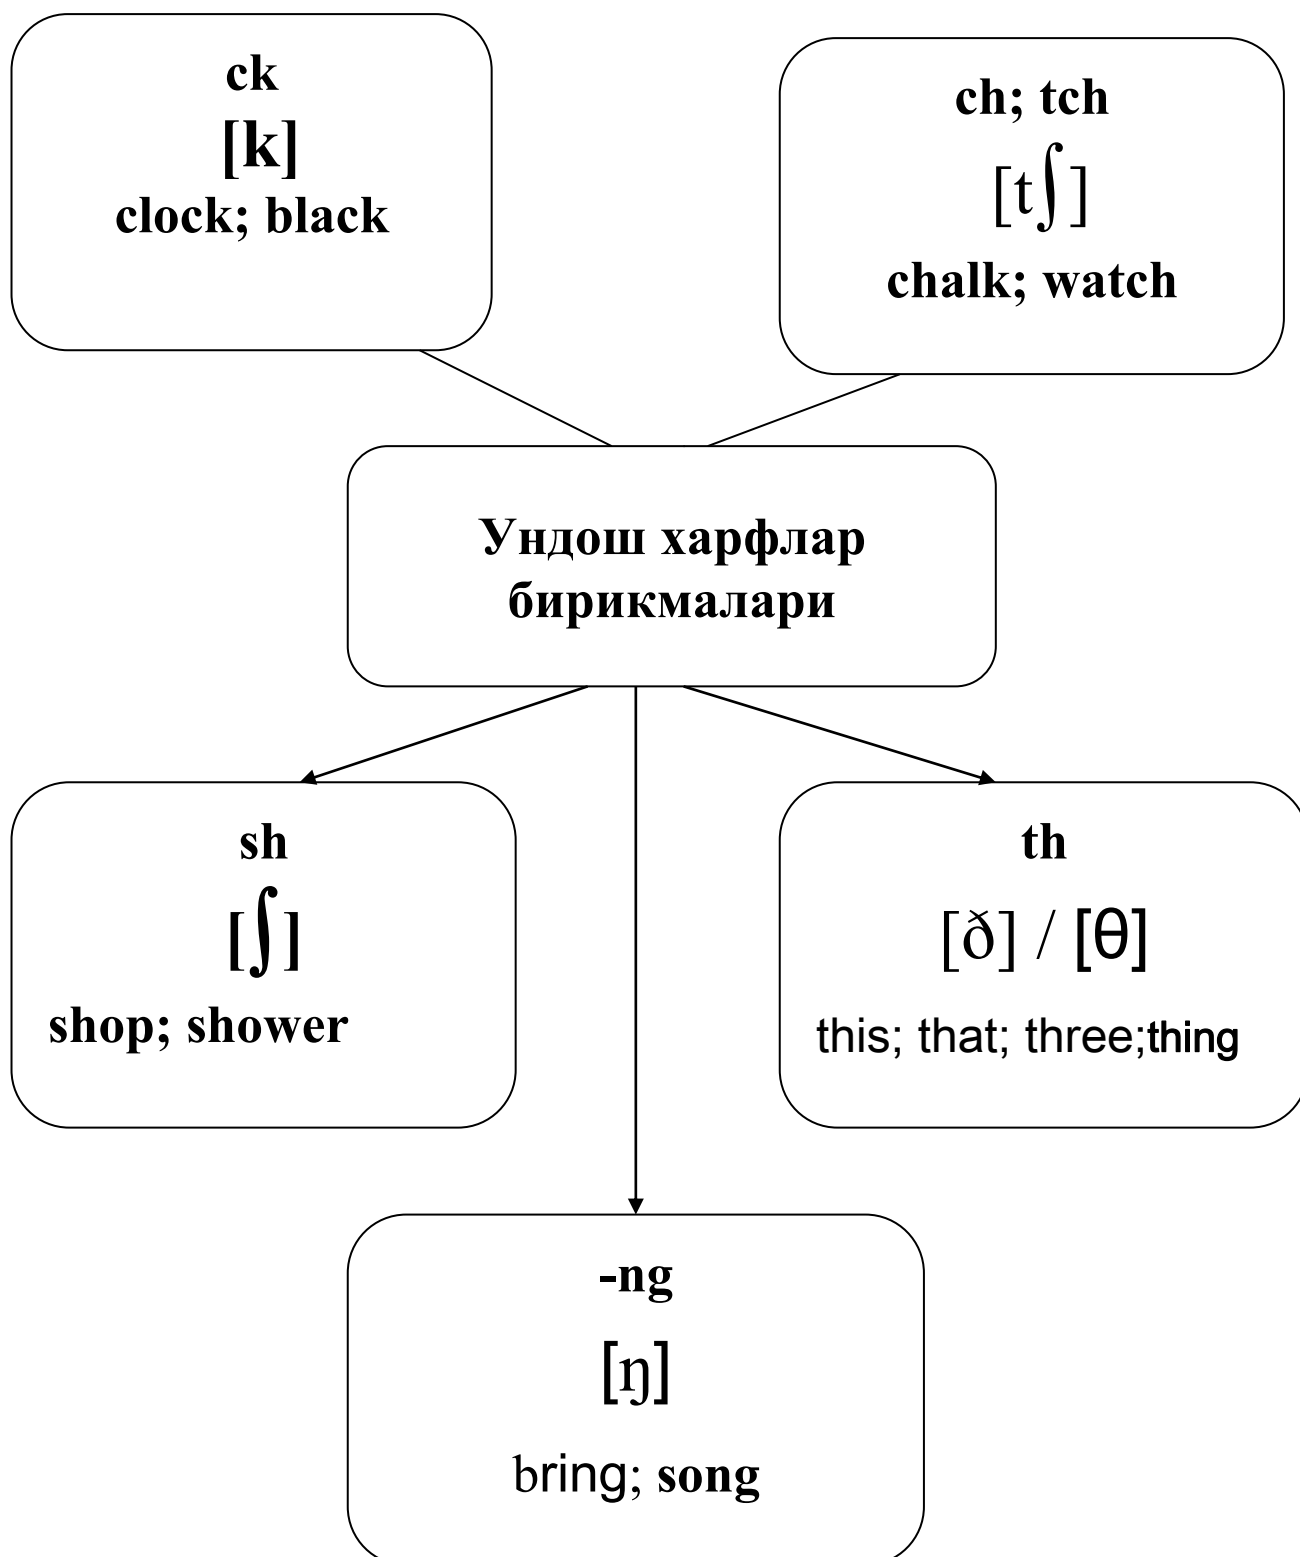 ck
[k]
clock; black
ch; tch
[t∫]
chalk; watch
Ундош харфлар
бирикмалари
sh
[∫]
shop; shower
th
[ð] / [θ]
this; that; three;thing
-ng
[ŋ]
bring; song